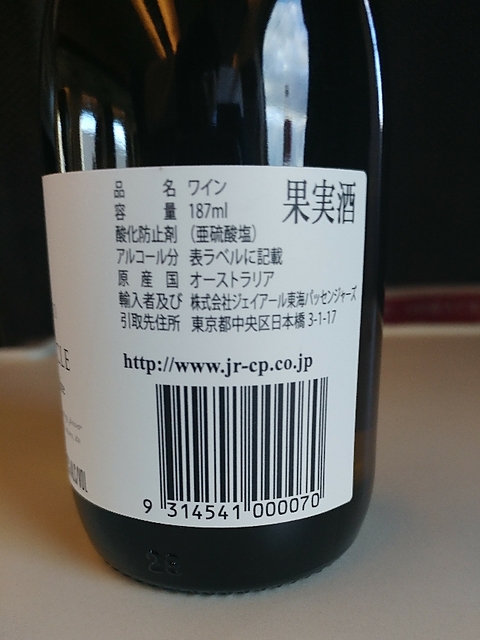 果実酒
品名 ワイン
容量 187ml
酸化防止剤 (亜硫酸塩)
アルコール分 表ラベルに記載
原産国 オーストラリア
輸入者及び 株式会社ジェイアール東海パッセンジャーズ
引取先住所 東京都中央区日本橋 3-1-17
http://www.jr-cp.co.jp
9 314541 000070
28